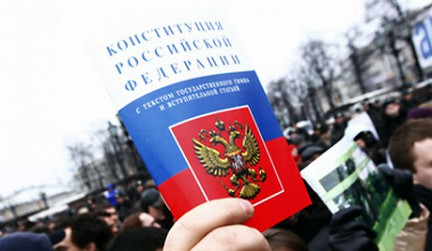 КОНСТИТУЦИЯ
РОССИЙСКОЙ
ФЕДЕРАЦИИ
С ТЕКСТОМ ГОСУДАРСТВЕННОГО ГИМНА
И ВСТУПИТЕЛЬНОЙ СТАТЬЕЙ